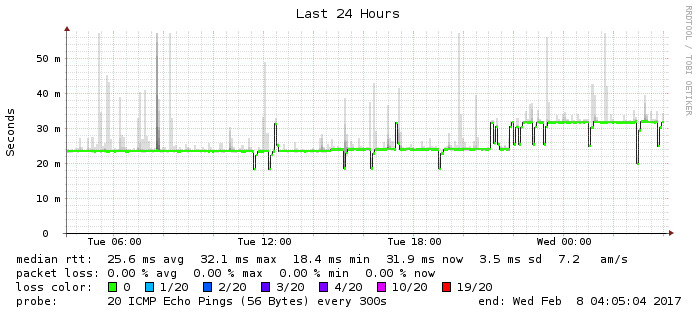 Last 24 Hours
RRDTOOL / TOBI OETIKER
Seconds
50 m
40 m
30 m
20 m
10 m
0
Tue 06:00 Tue 12:00 Tue 18:00 Wed 00:00
median rtt: 25.6 ms avg 32.1 ms max 18.4 ms min 31.9 ms now 3.5 ms sd 7.2 am/s
packet loss: 0.00 % avg 0.00 % max 0.00 % min 0.00 % now
loss color: 0 1/20 2/20 3/20 4/20 10/20 19/20
probe: 20 ICMP Echo Pings (56 Bytes) every 300s end: Wed Feb 8 04:05:04 2017